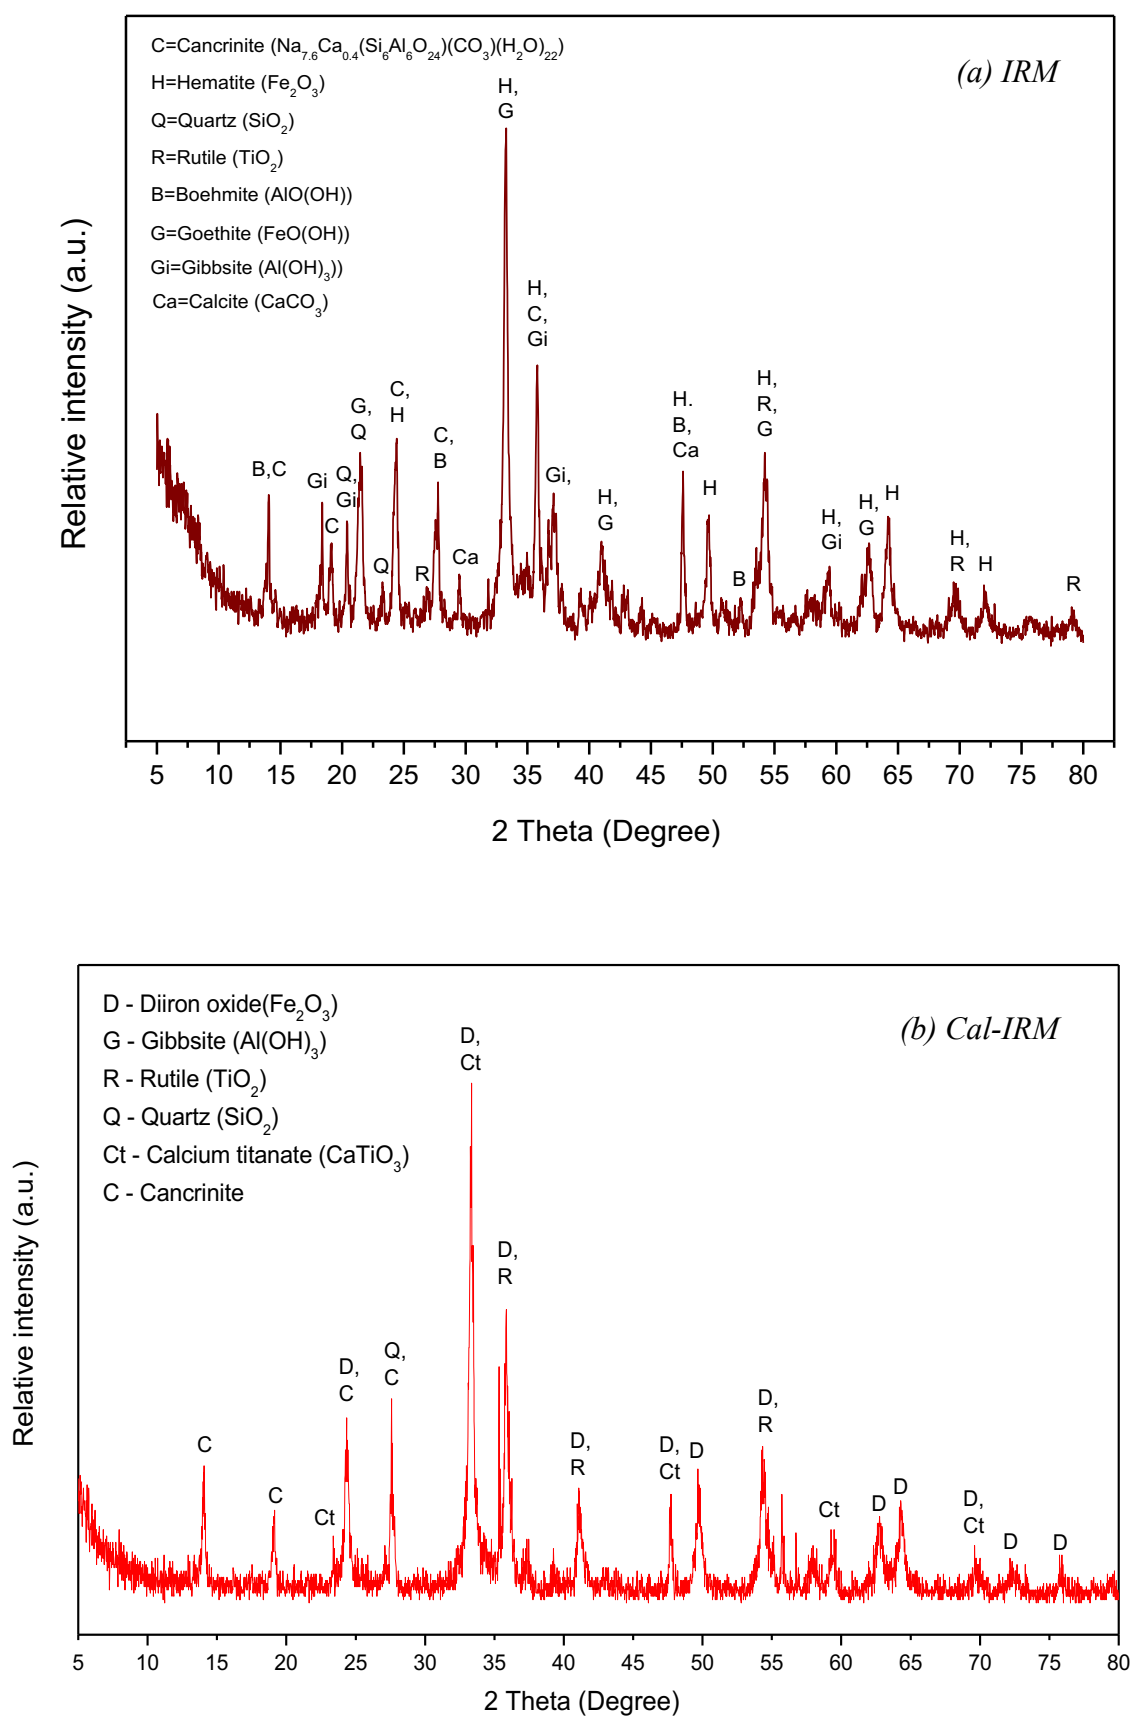 C=Cancrinite (Na7.6Ca0.4(Si6Al6O24)(CO3)(H2O)22)
(a) IRM
H=Hematite (Fe2O3)
Q=Quartz (SiO2)
R=Rutile (TiO2)
B=Boehmite (AlO(OH))
G=Goethite (FeO(OH))
Gi=Gibbsite (Al(OH)3))
Ca=Calcite (CaCO3)
Relative intensity (a.u.)
B,C
Gi
C
Q,
Gi
G,
Q
Q
C,
H
R
C,
B
Ca
H,
G
H,
C,
Gi
Gi,
H,
G
H.
B,
Ca
H
B
H,
R,
G
H,
Gi
H,
G
H
H,
R
H
R
5 10 15 20 25 30 35 40 45 50 55 60 65 70 75 80
2 Theta (Degree)
D - Diiron oxide(Fe2O3)
(b) Cal-IRM
G - Gibbsite (Al(OH)3)
R - Rutile (TiO2)
Q - Quartz (SiO2)
Ct - Calcium titanate (CaTiO3)
C - Cancrinite
Relative intensity (a.u.)
C
C
Ct
D,
C
Q,
C
D,
Ct
D,
R
D,
R
D,
Ct
D
D,
R
Ct
D
D
D,
Ct
D
D
5 10 15 20 25 30 35 40 45 50 55 60 65 70 75 80
2 Theta (Degree)